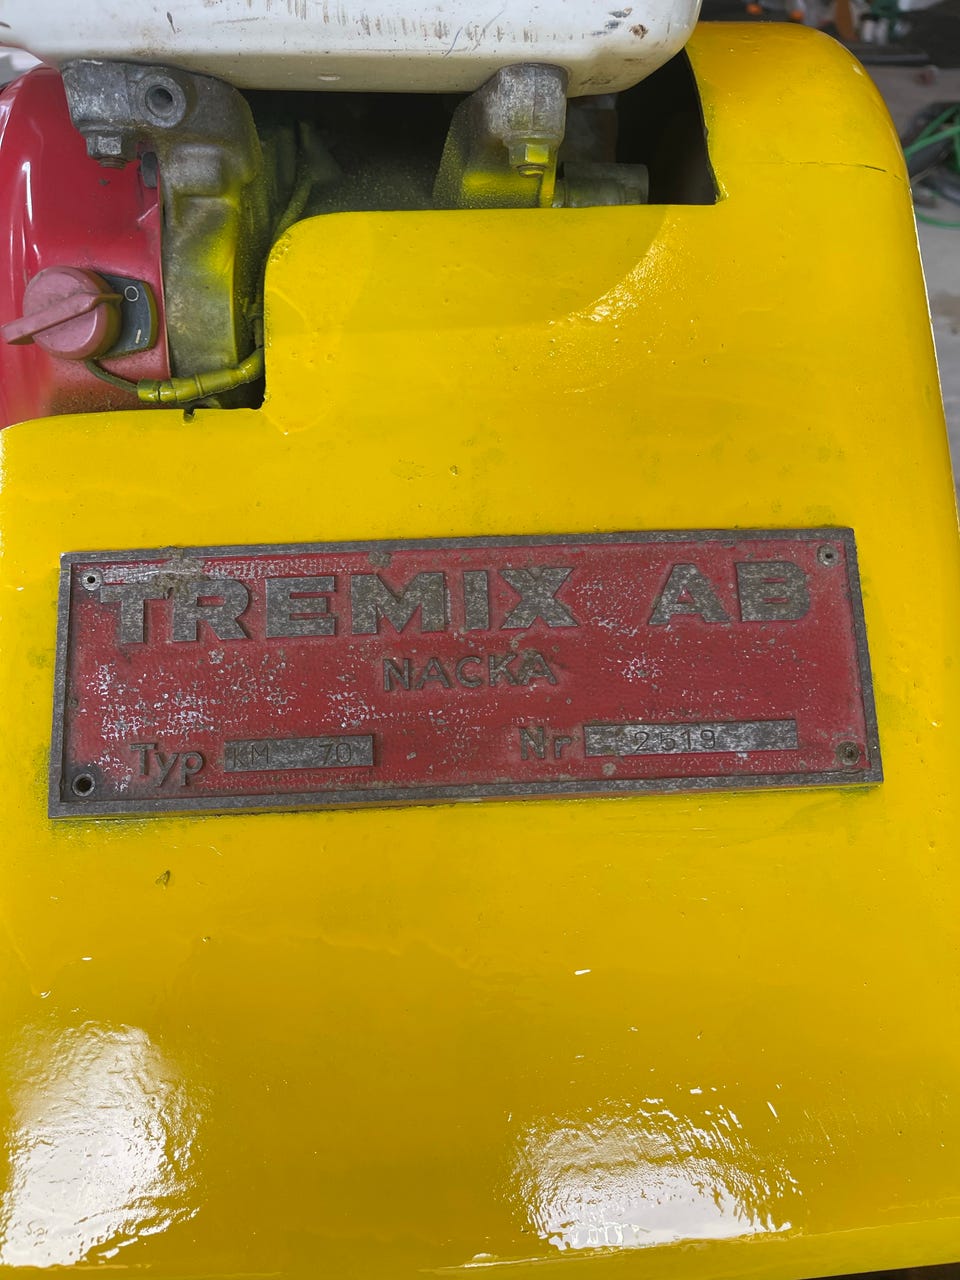 TREMIX AB
NACKA
Typ KM 70 Nr 2519